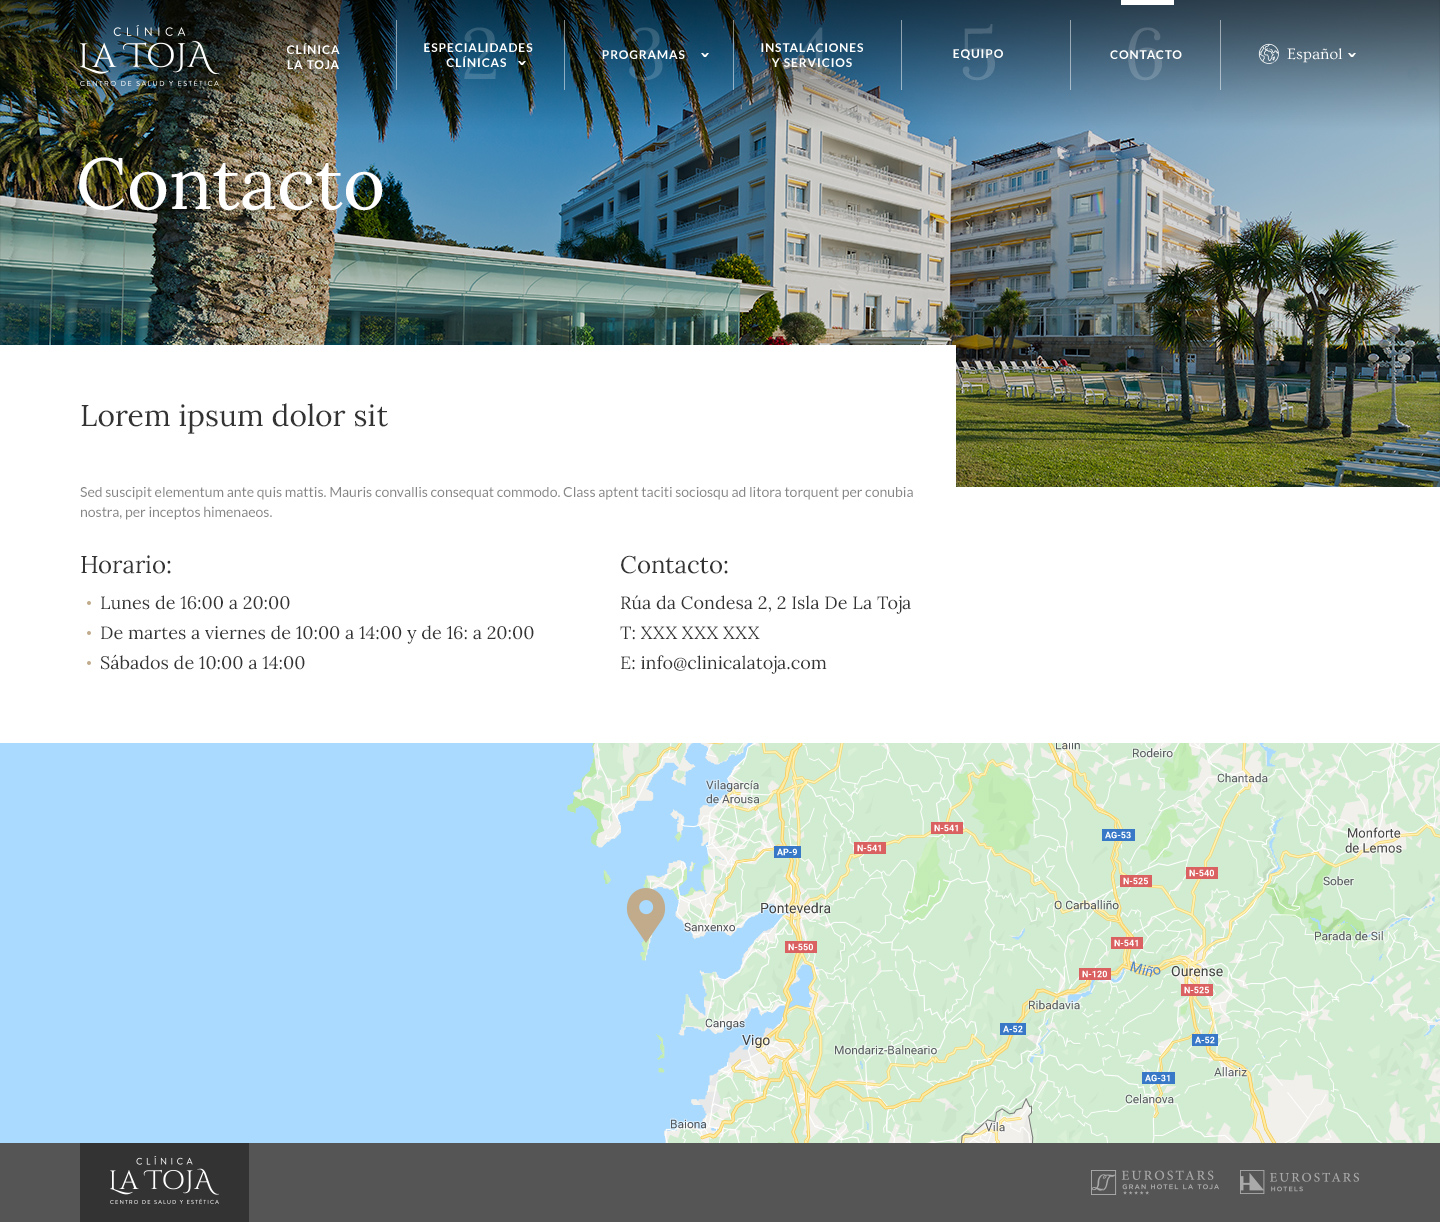 CLÍNICA
LA TOJA
CENTRO DE SALUD Y ESTÉTICA
CLÍNICA
LA TOJA
2
ESPECIALIDADES
CLÍNICAS
3
PROGRAMAS
4
INSTALACIONES
Y SERVICIOS
5
EQUIPO
6
CONTACTO
Español
Contacto
Lorem ipsum dolor sit
Sed suscipit elementum ante quis mattis. Mauris convallis consequat commodo. Class aptent taciti sociosqu ad litora torquent per conubia
nostra, per inceptos himenaeos.
Horario:
Lunes de 16:00 a 20:00
De martes a viernes de 10:00 a 14:00 y de 16: a 20:00
Sábados de 10:00 a 14:00
Contacto:
Rúa da Condesa 2, 2 Isla De La Toja
T: XXX XXX XXX
E: info@clinicalatoja.com
Lalín
Rodeiro
Chantada
Vilagarcía
de Arousa
N-541
AG-53
Monforte
de Lemos
AP-9
N-541
N-525
N-540
Sober
Pontevedra
O Carballiño
Sanxenxo
Parada de Sil
N-550
N-541
Miño
Ourense
N-120
N-525
Ribadavia
Cangas
Vigo
A-52
A-52
Mondariz-Balneario
Allariz
AG-31
Celanova
Baiona
Vila
CLÍNICA
LA TOJA
CENTRO DE SALUD Y ESTÉTICA
EUROSTARS
GRAN HOTEL LA TOJA
EUROSTARS
HOTELS